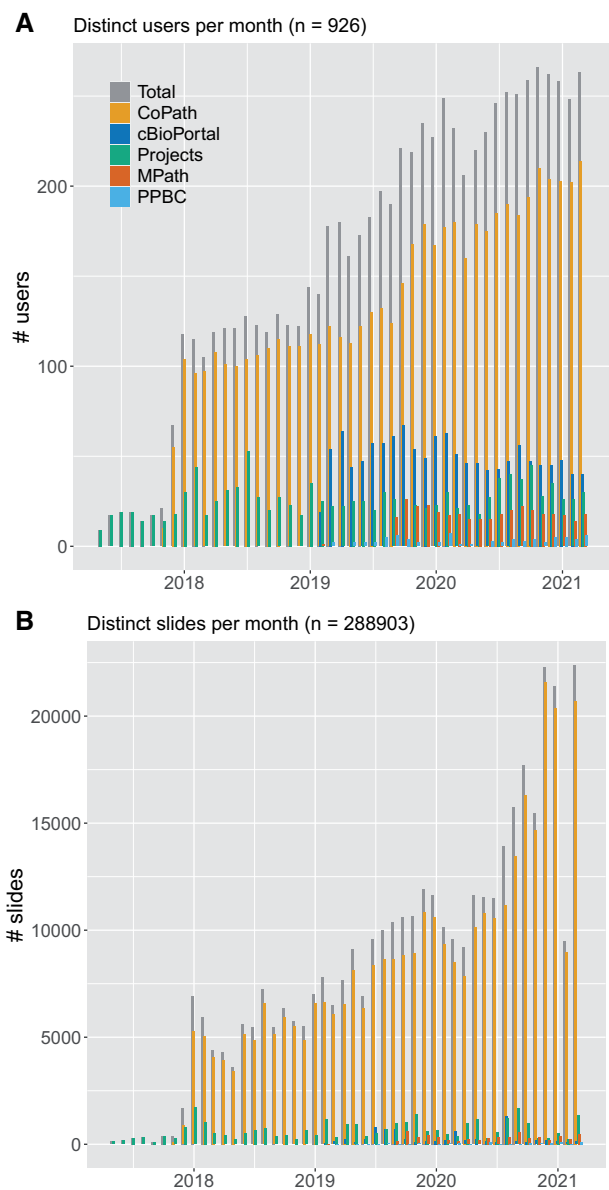 A
Distinct users per month (n = 926)
Total
CoPath
cBioPortal
Projects
MPath
PPBC
# users
200
100
0
2018 2019 2020 2021
B
Distinct slides per month (n = 288903)
# slides
20000
15000
10000
5000
0
2018 2019 2020 2021